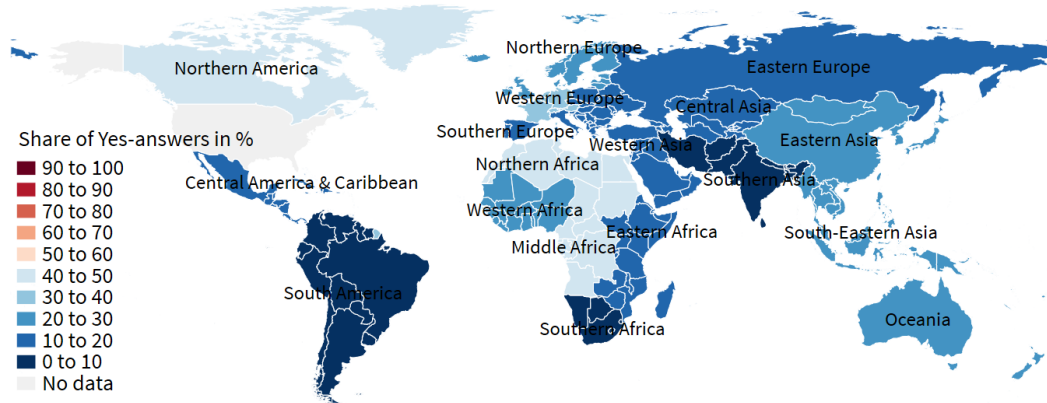 Northern Europe
Northern America
Eastern Europe
Western Europe
Central Asia
Southern Europe
Share of Yes-answers in %
Western Asia
Eastern Asia
Northern Africa
90 to 100
80 to 90
Central America & Caribbean
Southern Asia
70 to 80
Western Africa
60 to 70
Eastern Africa
South-Eastern Asia
50 to 60
Middle Africa
40 to 50
South America
30 to 40
20 to 30
Oceania
Southern Africa
10 to 20
0 to 10
No data